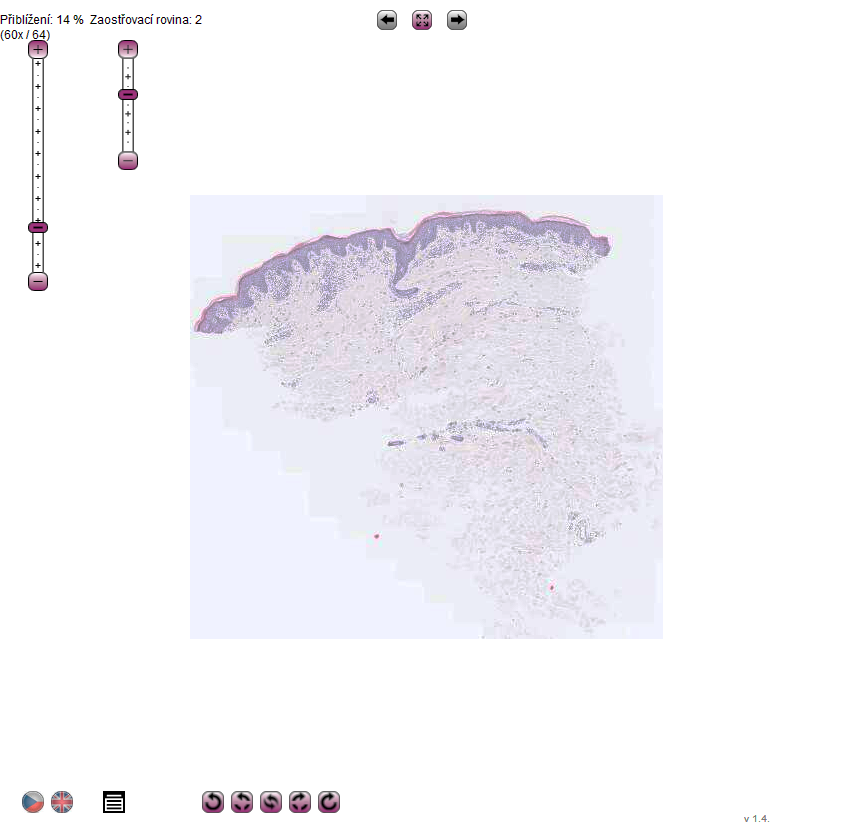 Přiblížení: 14 %  Zaostřovací rovina: 2
(60x / 64)
v 1.4.